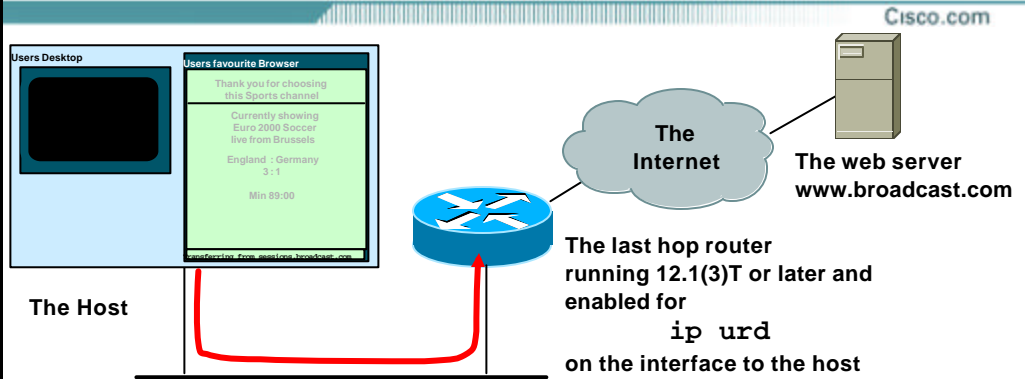 Cisco.com
Users Desktop
Users favourite Browser
Thank you for choosing
this Sports channel
Currently showing
Euro 2000 Soccer
live from Brussels
England : Germany
3 : 1
Min 89:00
ransferring from sessions.broadcast.com
The Host
The
Internet
The web server
www.broadcast.com
The last hop router
running 12.1(3)T or later and
enabled for
ip urd
on the interface to the host